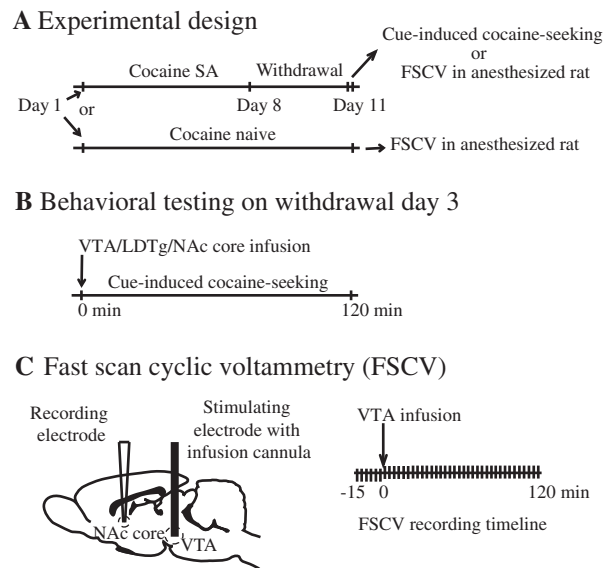 A Experimental design
Cue-induced cocaine-seeking
or
FSCV in anesthetized rat
Cocaine SA
Withdrawal
Day 1
or
Day 8
Day 11
Cocaine naive
FSCV in anesthetized rat
B Behavioral testing on withdrawal day 3
VTA/LDTg/NAc core infusion
Cue-induced cocaine-seeking
0 min
120 min
C Fast scan cyclic voltammetry (FSCV)
Recording
electrode
Stimulating
electrode with
infusion cannula
NAc core
VTA
VTA infusion
-15
0
120 min
FSCV recording timeline